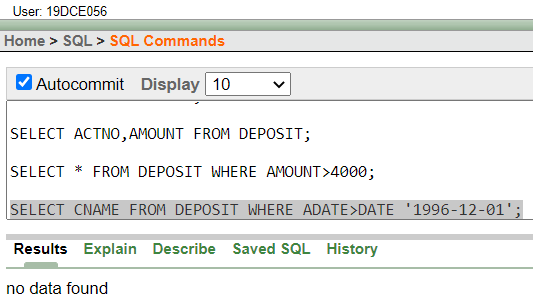 User: 19DCE056
Home > SQL > SQL Commands
Autocommit Display 10
SELECT ACTNO,AMOUNT FROM DEPOSIT;
SELECT * FROM DEPOSIT WHERE AMOUNT>4000;
SELECT CNAME FROM DEPOSIT WHERE ADATE>DATE '1996-12-01';
Results Explain Describe Saved SQL History
no data found